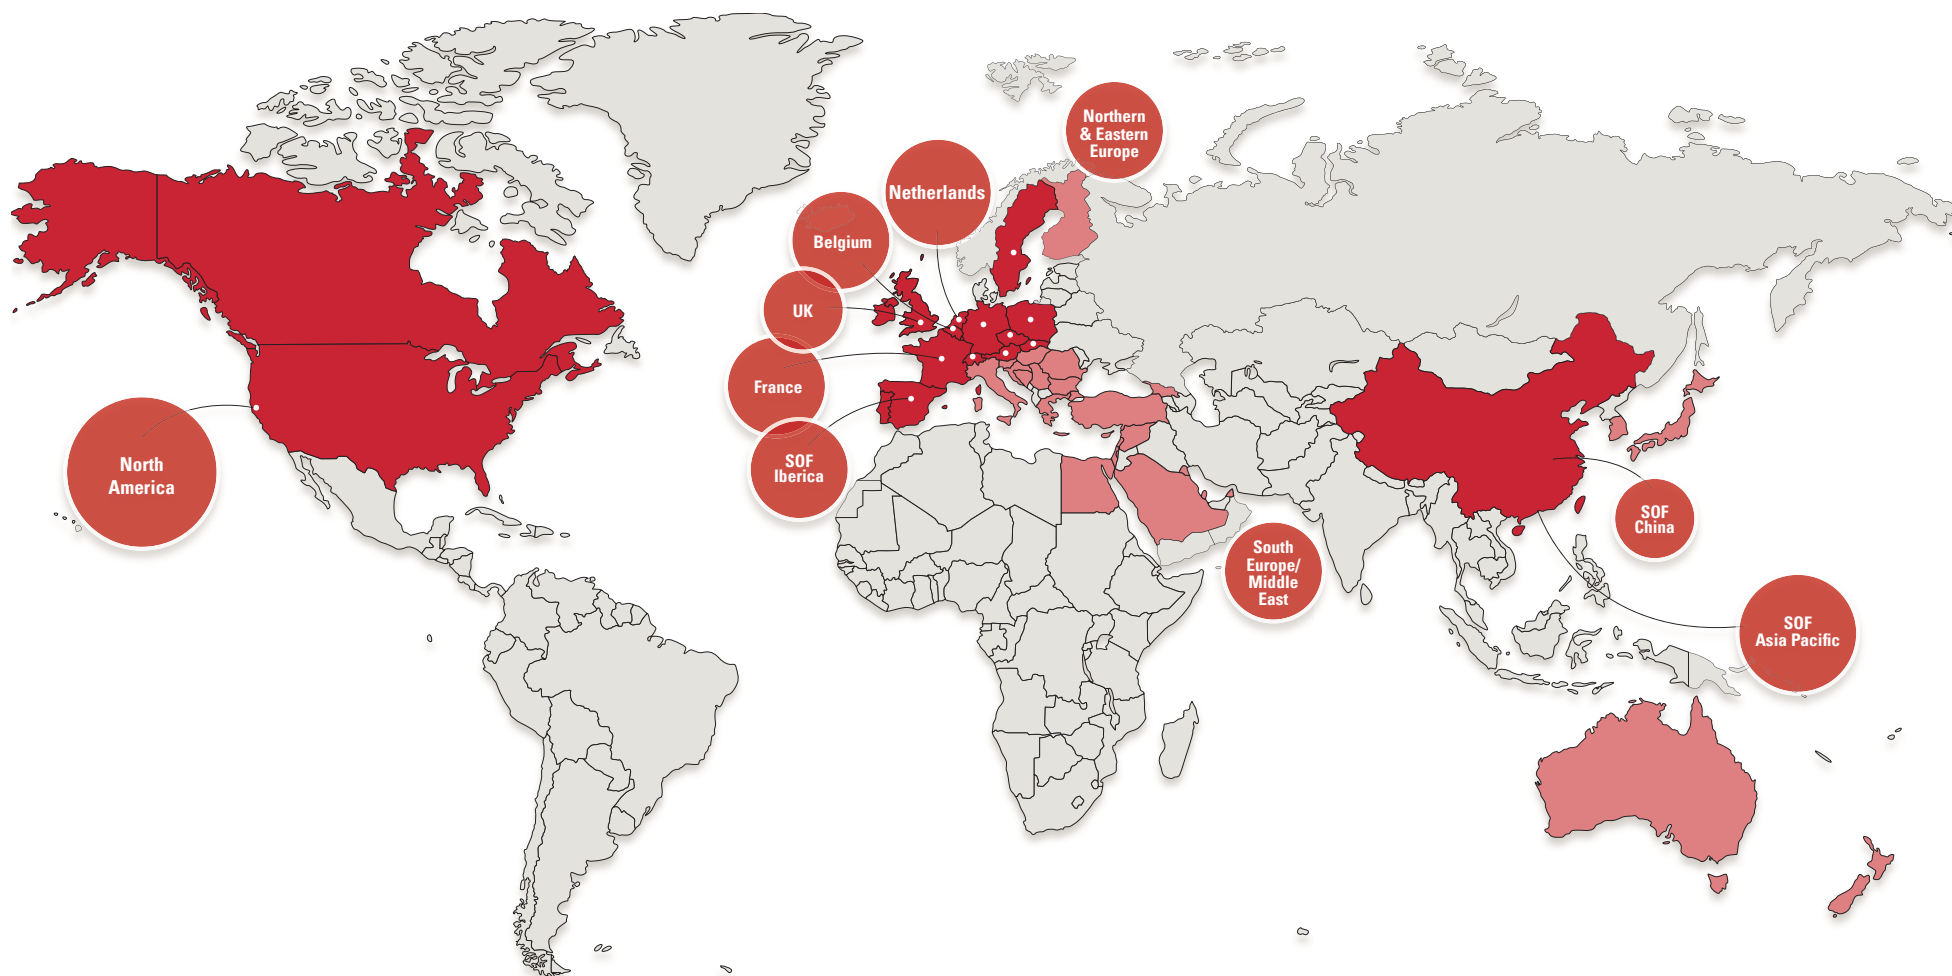 Northern
& Eastern
Europe
Netherlands
Belgium
UK
France
SOF
Iberica
North
America
SOF
China
South
Europe/
Middle
East
SOF
Asia Pacific